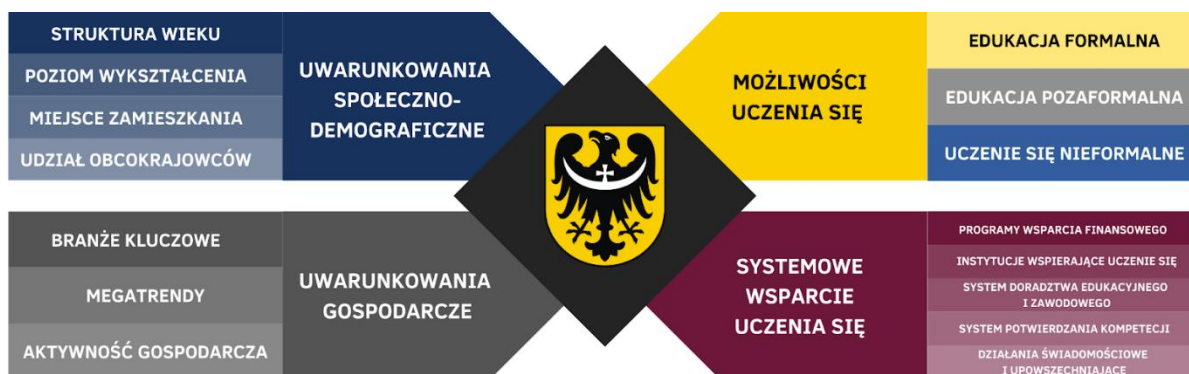 STRUKTURA WIEKU
POZIOM WYKSZTAŁCENIA
MIEJSCE ZAMIESZKANIA
UDZIAŁ OBCOKRAJOWCÓW
UWARUNKOWANIA
SPOŁECZNO-
DEMOGRAFICZNE
MOŻLIWOŚCI
UCZENIA SIĘ
EDUKACJA FORMALNA
EDUKACJA POZAFORMALNA
UCZENIE SIĘ NIEFORMALNE
BRANŻE KLUCZOWE
MEGATRENDY
AKTYWNOŚĆ GOSPODARCZA
UWARUNKOWANIA
GOSPODARCZE
SYSTEMOWE
WSPARCIE
UCZENIA SIĘ
PROGRAMY WSPARCIA FINANSOWEGO
INSTYTUCJE WSPIERAJĄCE UCZENIE SIĘ
SYSTEM DORADZTWA EDUKACYJNEGO
I ZAWODOWEGO
SYSTEM POTWIERDZANIA KOMPETECJI
DZIAŁANIA ŚWIADOMOŚCIOWE
I UPOWSZECHNIAJĄCE